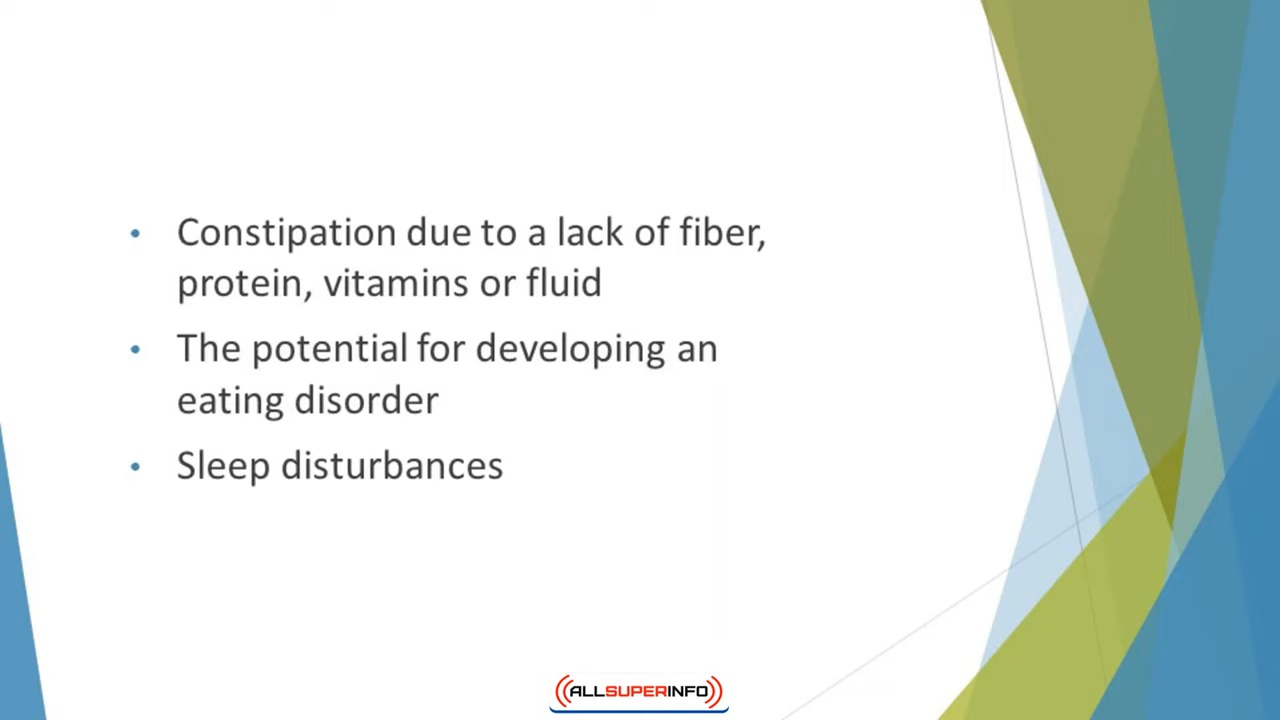 • Constipation due to a lack of fiber,
protein, vitamins or fluid
• The potential for developing an
eating disorder
• Sleep disturbances
ALLSUPERINFO